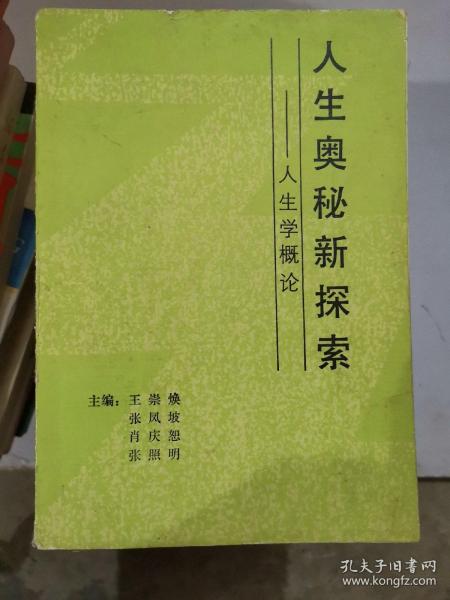 人生奥秘新探索
——人生学概论
主编：王崇焕
张凤坡
肖庆恕
张照明
孔夫子旧书网
www.kongfz.com